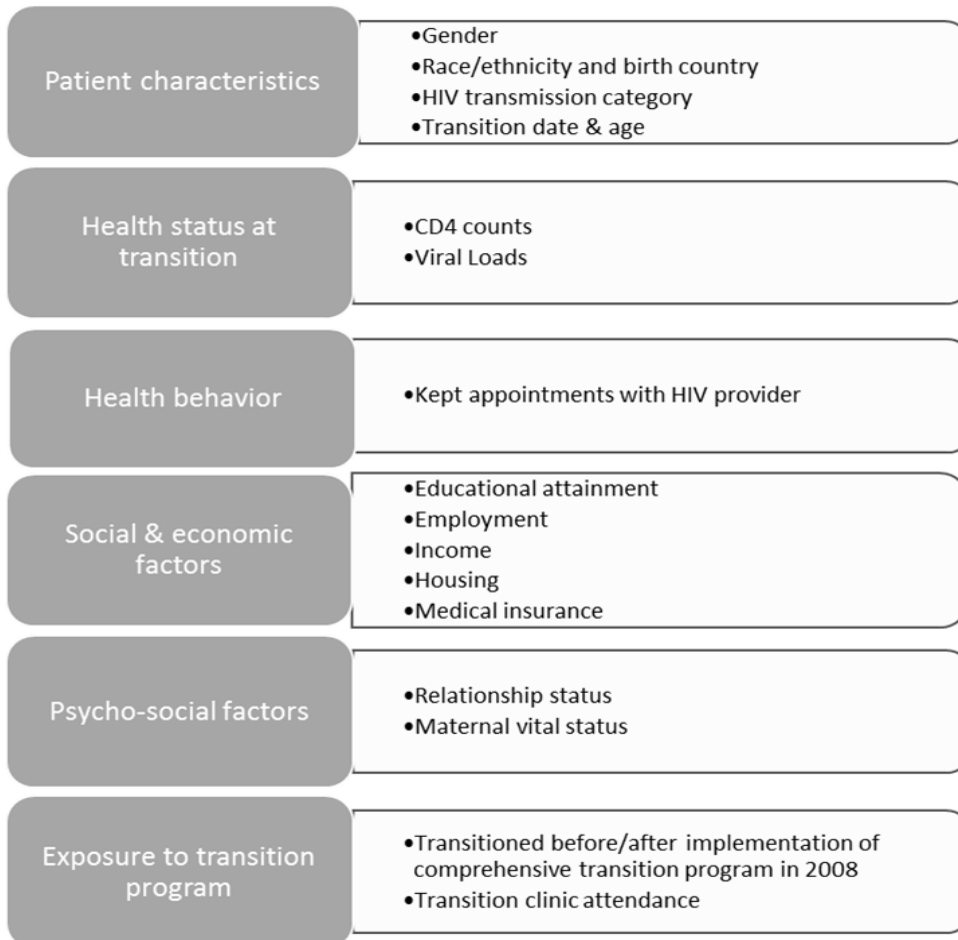 Patient characteristics
•Gender
•Race/ethnicity and birth country
•HIV transmission category
•Transition date & age
Health status at
transition
•CD4 counts
•Viral Loads
Health behavior
•Kept appointments with HIV provider
Social & economic
factors
•Educational attainment
•Employment
•Income
•Housing
•Medical insurance
Psycho-social factors
•Relationship status
•Maternal vital status
Exposure to transition
program
•Transitioned before/after implementation of
comprehensive transition program in 2008
•Transition clinic attendance